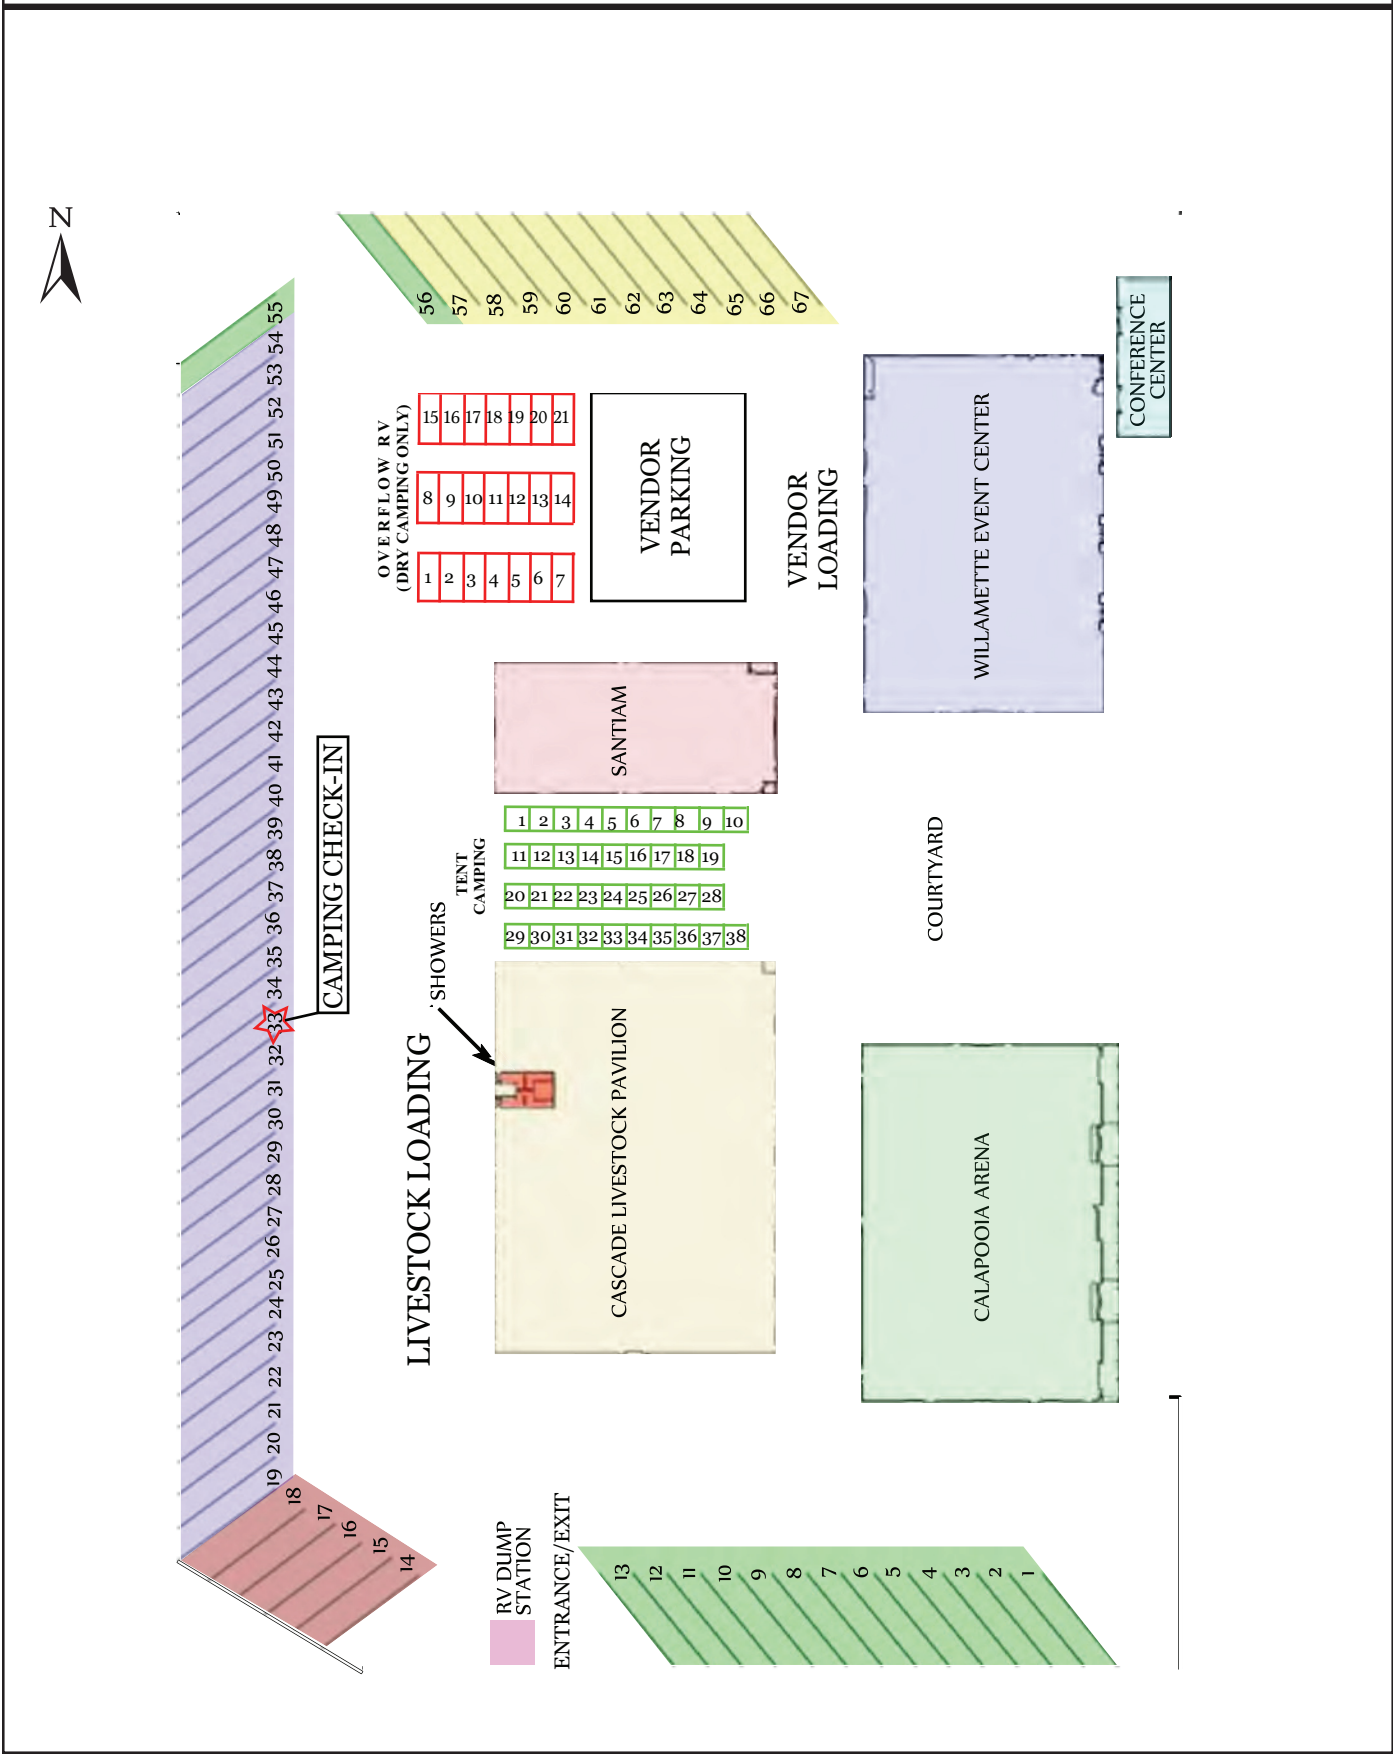 N
55
54
53
52
51
50
49
48
47
46
45
44
43
42
41
40
39
38
37
36
35
34
33
32
31
30
29
28
27
26
25
24
23
22
21
20
19
18
17
16
15
14
CAMPING CHECK-IN
56
57
58
59
60
61
62
63
64
65
66
67
OVERFLOW RV
(DRY CAMPING ONLY)
15 16 17 18 19 20 21
8 9 10 11 12 13 14
1 2 3 4 5 6 7
VENDOR
PARKING
VENDOR
LOADING
WILLAMETTE EVENT CENTER
CONFERENCE
CENTER
SANTIAM
TENT
CAMPING
1 2 3 4 5 6 7 8 9 10
11 12 13 14 15 16 17 18 19
20 21 22 23 24 25 26 27 28
29 30 31 32 33 34 35 36 37 38
SHOWERS
LIVESTOCK LOADING
CASCADE LIVESTOCK PAVILION
COURTYARD
CALAPOOIA ARENA
RV DUMP
STATION
ENTRANCE/EXIT
13
12
11
10
9
8
7
6
5
4
3
2
1